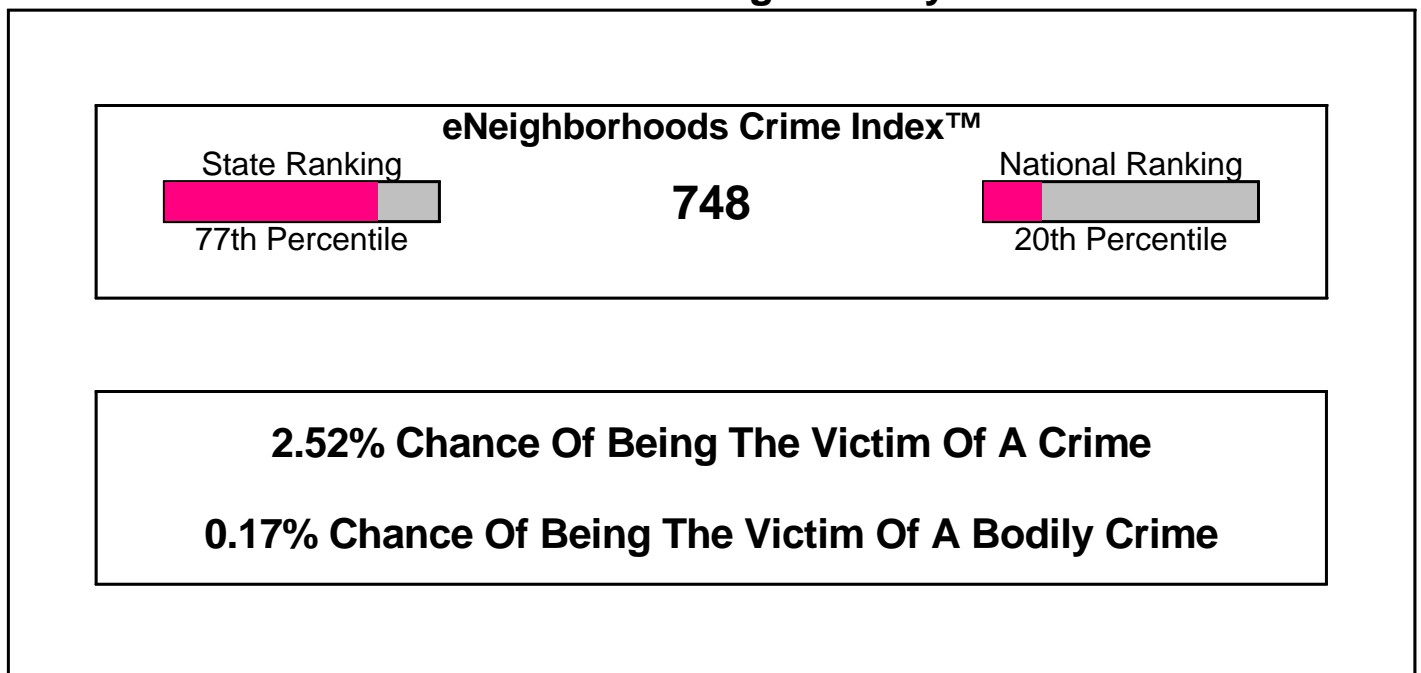 eNeighborhoods Crime Index™
State Ranking
77th Percentile
748
National Ranking
20th Percentile
2.52% Chance Of Being The Victim Of A Crime
0.17% Chance Of Being The Victim Of A Bodily Crime